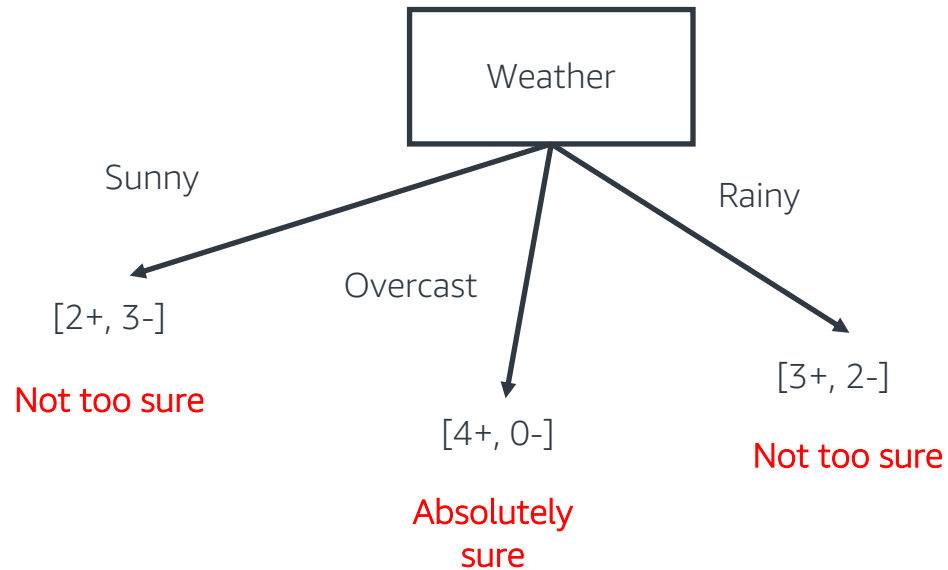 Weather
Sunny
Rainy
Overcast
[2+, 3-]
[3+, 2-]
Not too sure
[4+, 0-]
Not too sure
Absolutely
sure